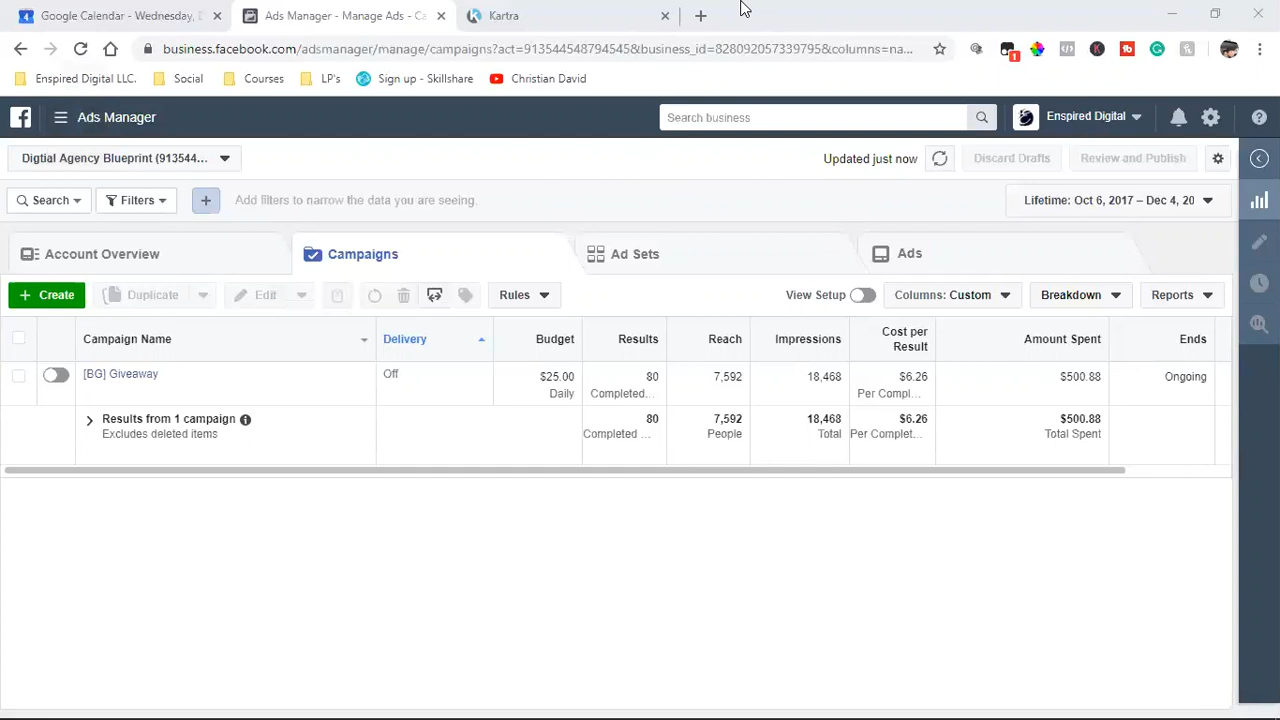 Google Calendar - Wednesday, D
Ads Manager - Manage Ads - Ca
Kartra
business.facebook.com/adsmanager/manage/campaigns?act=913544548794545&business_id=828092057339795&columns=na...
1
Enspired Digital LLC.
Social
Courses
LP's
Sign up - Skillshare
Christian David
Ads Manager
Search business
Enspired Digital
Digtial Agency Blueprint (913544...
Updated just now
Discard Drafts
Review and Publish
Search
Filters
Add filters to narrow the data you are seeing.
Lifetime: Oct 6, 2017 – Dec 4, 20
Account Overview
Campaigns
Ad Sets
Ads
+ Create
Duplicate
Edit
Rules
View Setup
Columns: Custom
Breakdown
Reports
Campaign Name
Delivery
Budget
Results
Reach
Impressions
Cost per
Result
Amount Spent
Ends
[BG] Giveaway
Off
$25.00
Daily
80
Completed...
7,592
18,468
$6.26
Per Compl...
$500.88
Ongoing
Results from 1 campaign
Excludes deleted items
80
Completed ...
7,592
People
18,468
Total
$6.26
Per Complet...
$500.88
Total Spent